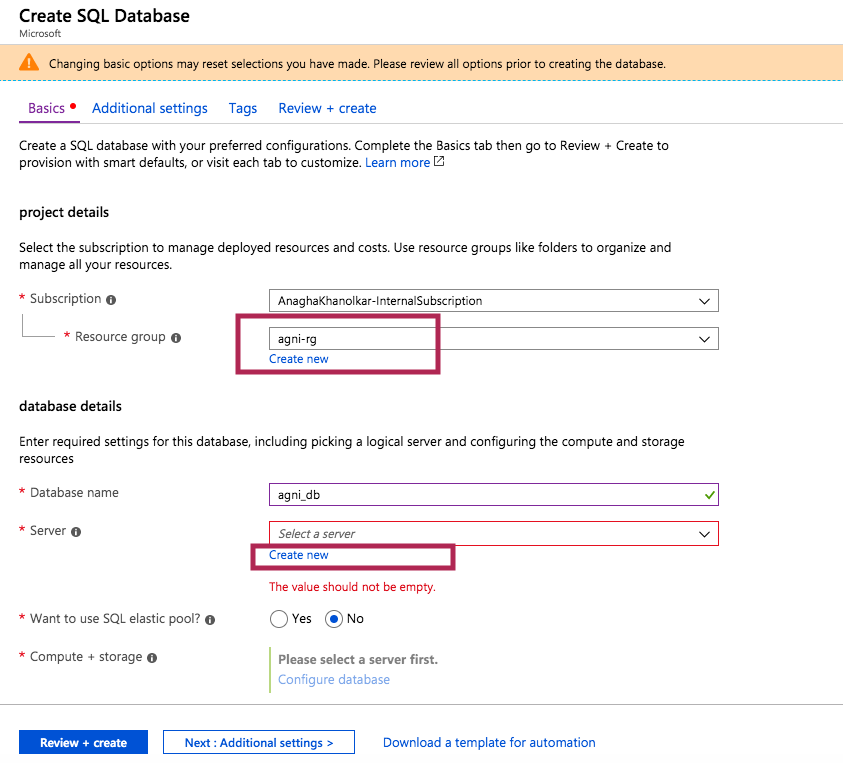 Create SQL Database
Microsoft
Changing basic options may reset selections you have made. Please review all options prior to creating the database.
Basics Additional settings Tags Review + create
Create a SQL database with your preferred configurations. Complete the Basics tab then go to Review + Create to
provision with smart defaults, or visit each tab to customize. Learn more
project details
Select the subscription to manage deployed resources and costs. Use resource groups like folders to organize and
manage all your resources.
* Subscription AnaghaKhanolkar-InternalSubscription
* Resource group agni-rg
Create new
database details
Enter required settings for this database, including picking a logical server and configuring the compute and storage
resources
* Database name agni_db
* Server Select a server
Create new
The value should not be empty.
* Want to use SQL elastic pool? Yes No
* Compute + storage Please select a server first.
Configure database
Review + create Next : Additional settings > Download a template for automation